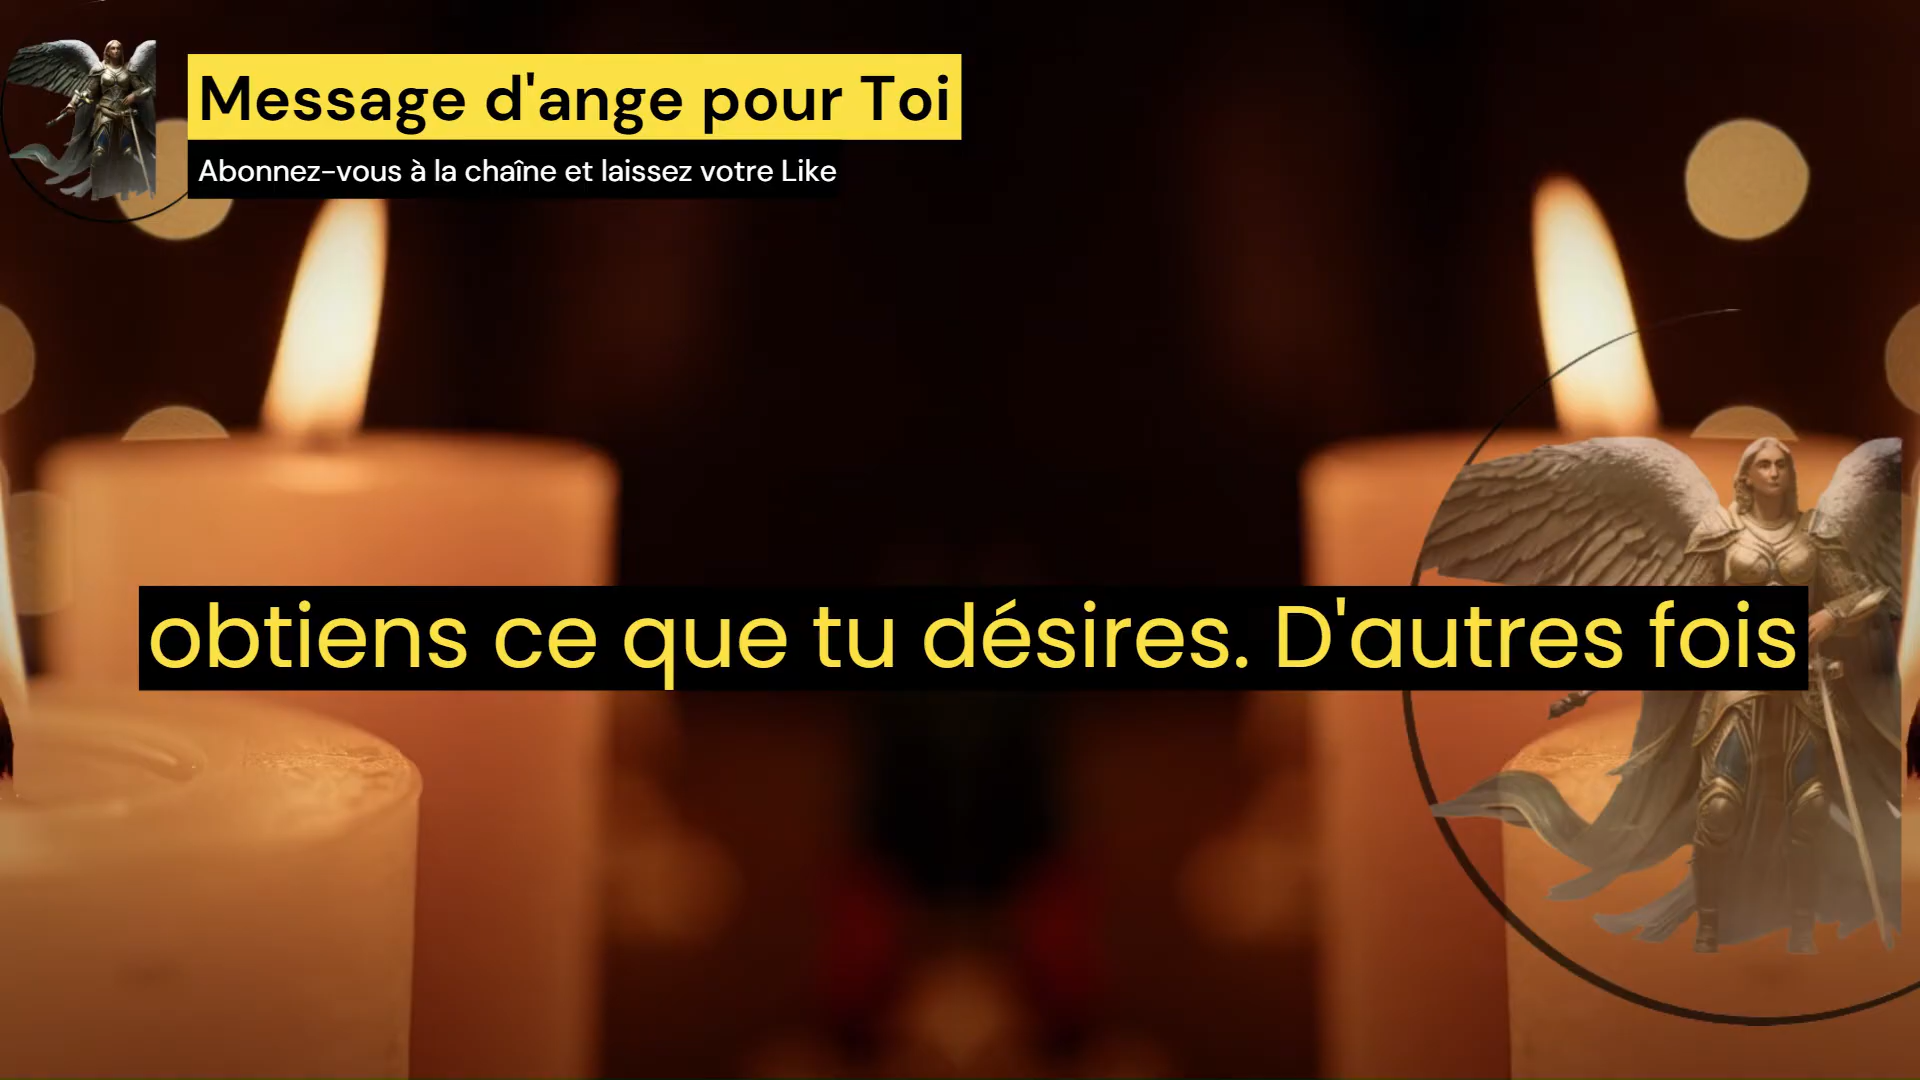 Message d'ange pour Toi
Abonnez-vous à la chaîne et laissez votre Like
obtiens ce que tu désires. D'autres fois